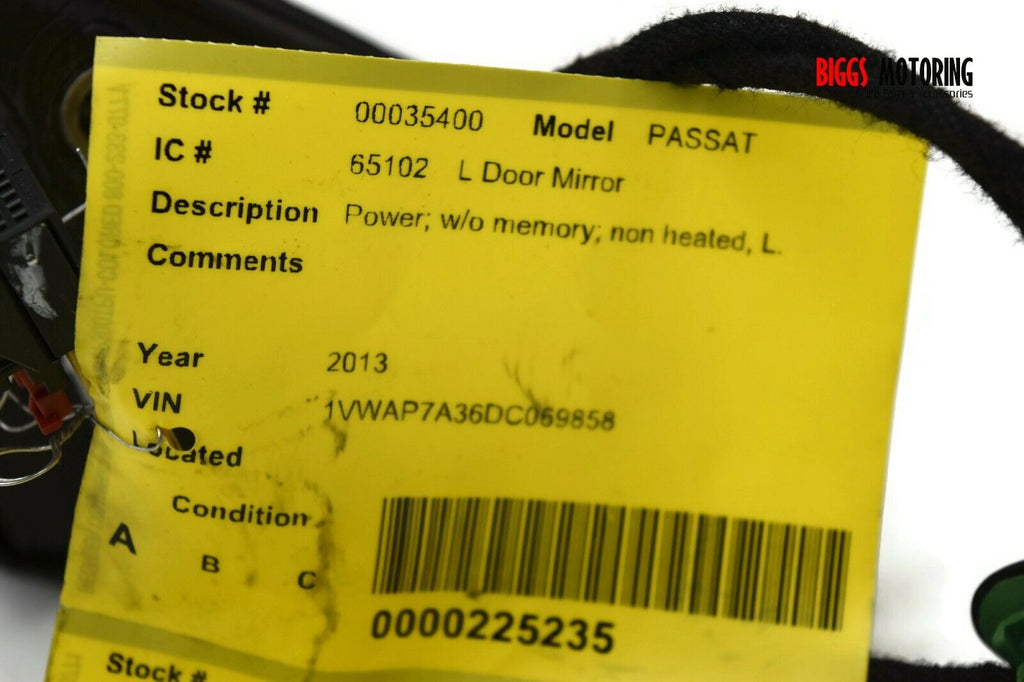 BIGGS MOTORING
Stock # 00035400 Model PASSAT
IC # 65102 L Door Mirror
Description Power; w/o memory; non heated, L.
Comments
Year 2013
VIN 1VWAP7A36DC069858
Located
Condition
A B C
0000225235
Stock #